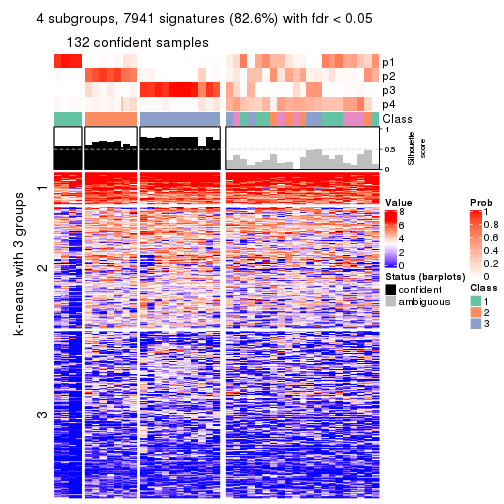 4 subgroups, 7941 signatures (82.6%) with fdr < 0.05
132 confident samples
p1
p2
p3
p4
Class
1
0.5
0
Silhouette
score
k-means with 3 groups
1
2
3
Value
8
6
4
2
0
Status (barplots)
confident
ambiguous
Prob
1
0.8
0.6
0.4
0.2
0
Class
1
2
3